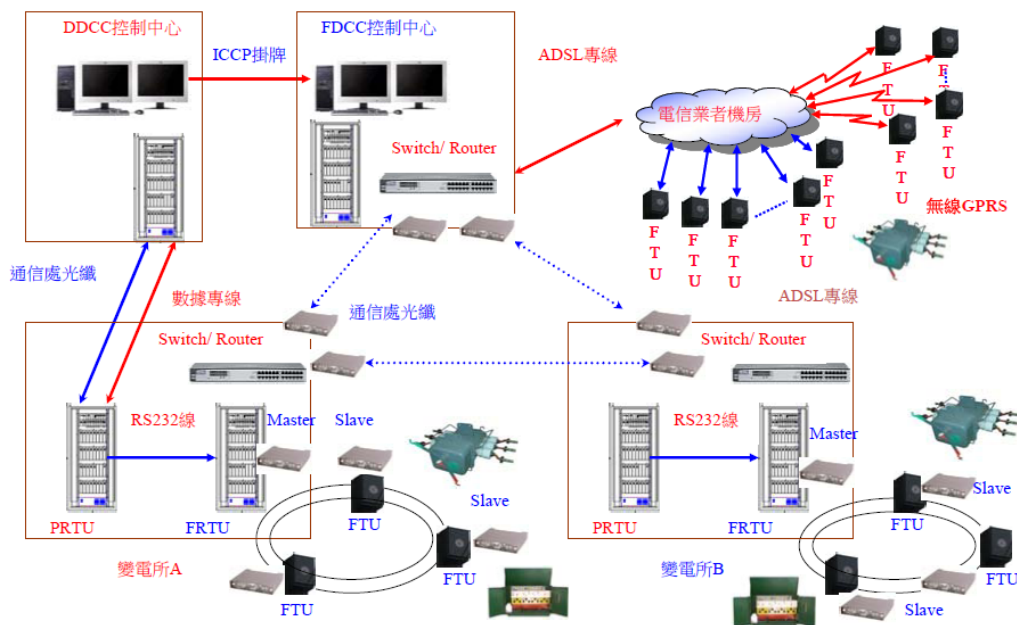 DDCC控制中心
ICCP掛牌
FDCC控制中心
ADSL專線
電信業者機房
Switch/ Router
FTU
FTU
FTU
FTU
FTU
FTU
FTU
FTU
FTU
無線GPRS
ADSL專線
通信處光纖
數據專線
通信處光纖
Switch/ Router
RS232線
Master
Slave
PRTU
FRTU
FTU
Slave
FTU
FTU
變電所A
Switch/ Router
RS232線
Master
PRTU
FRTU
FTU
Slave
FTU
FTU
Slave
變電所B